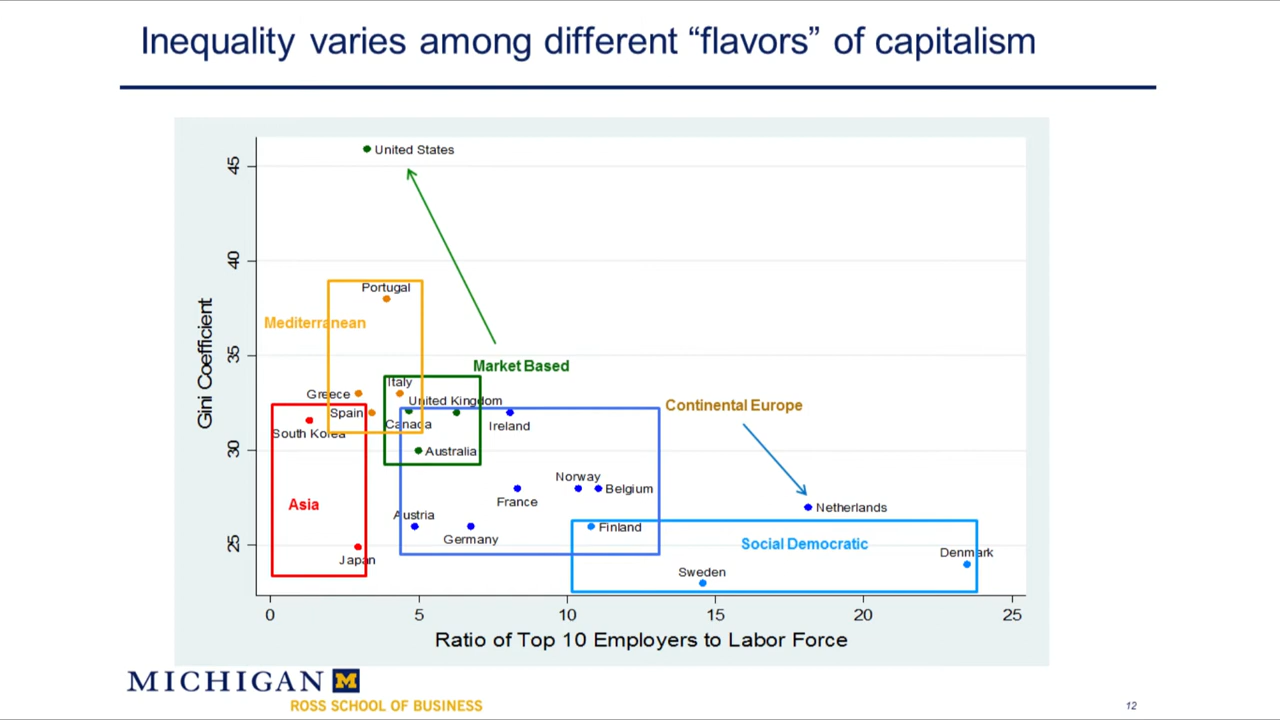 Inequality varies among different “flavors” of capitalism
45
United States
40
Portugal
Mediterranean
Gini Coefficient
35
Market Based
Italy
Greece
United Kingdom
Continental Europe
Spain
Canada
Ireland
South Korea
30
Australia
Norway
Belgium
France
Asia
Netherlands
Austria
Finland
Germany
25
Social Democratic
Denmark
Japan
Sweden
0 5 10 15 20 25
Ratio of Top 10 Employers to Labor Force
MICHIGAN M
ROSS SCHOOL OF BUSINESS
12